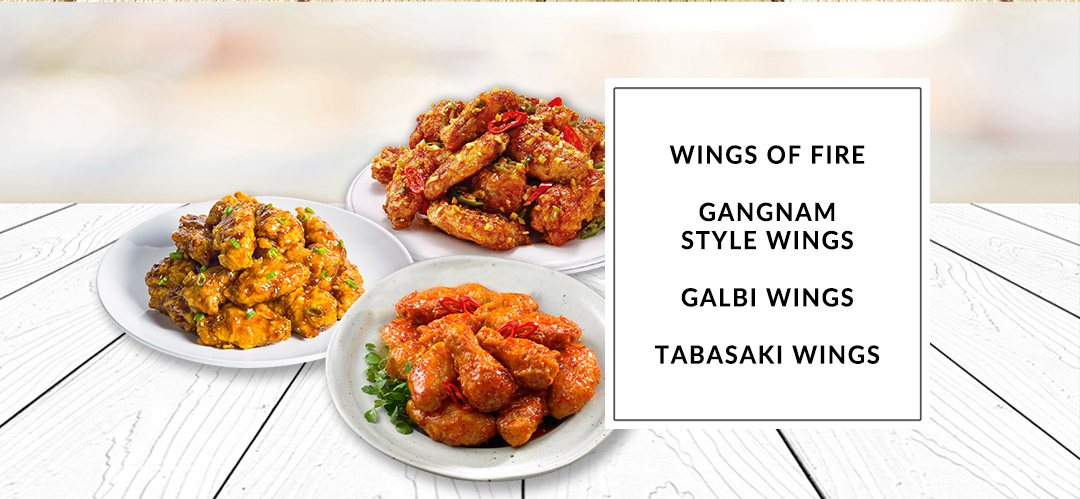 WINGS OF FIRE
GANGNAM
STYLE WINGS
GALBI WINGS
TABASAKI WINGS